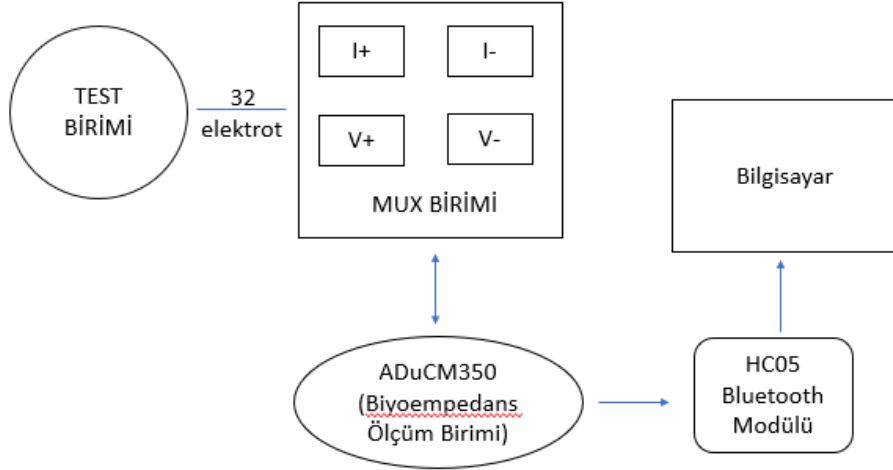 TEST
BİRİMİ
32
elektrot
I+
I-
V+
V-
MUX BİRİMİ
Bilgisayar
ADuCM350
(Biyoempedans
Ölçüm Birimi)
HC05
Bluetooth
Modülü